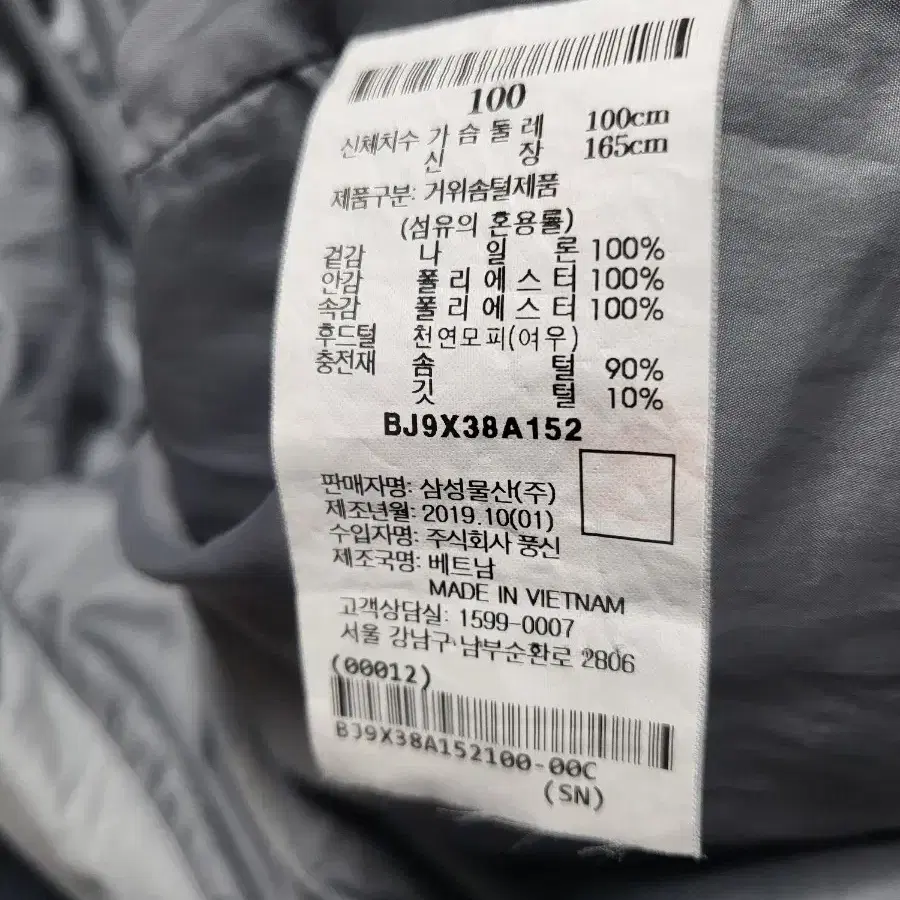 100
신체치수 가 슴 둘 레 100cm
신 장 165cm
제품구분: 거위솜털제품
(섬유의 혼용률)
겉감 나 일 론 100%
안감 폴 리 에 스 터 100%
속감 폴 리 에 스 터 100%
후드털 천연모피(여우)
충전재 솜 털 90%
깃 털 10%
BJ9X38A152
판매자명: 삼성물산(주)
제조년월: 2019.10(01)
수입자명: 주식회사 풍신
제조국명: 베트남
MADE IN VIETNAM
고객상담실: 1599-0007
서울 강남구 남부순환로 2806
(00012)
BJ9X38A152100-00C
(SN)